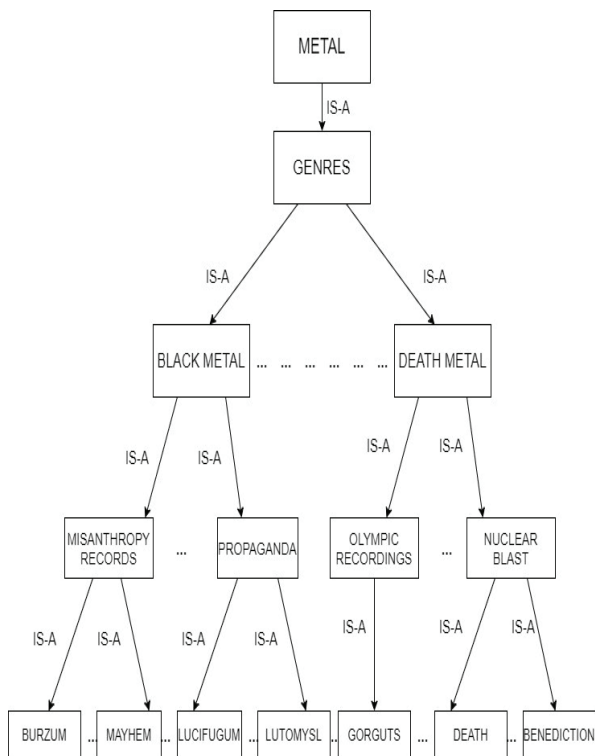 METAL
IS-A
GENRES
IS-A IS-A
BLACK METAL ... ... ... ... ... ... DEATH METAL
IS-A IS-A IS-A IS-A
MISANTHROPY
RECORDS
...
PROPAGANDA
OLYMPIC
RECORDINGS
...
NUCLEAR
BLAST
IS-A IS-A IS-A IS-A IS-A IS-A IS-A
BURZUM ... MAYHEM ... LUCIFUGUM ... LUTOMYSL .. GORGUTS ... DEATH ... BENEDICTION